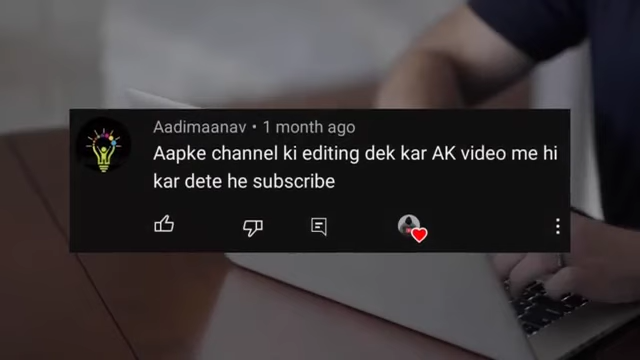 Aadimaanav • 1 month ago
Aapke channel ki editing dek kar AK video me hi
kar dete he subscribe